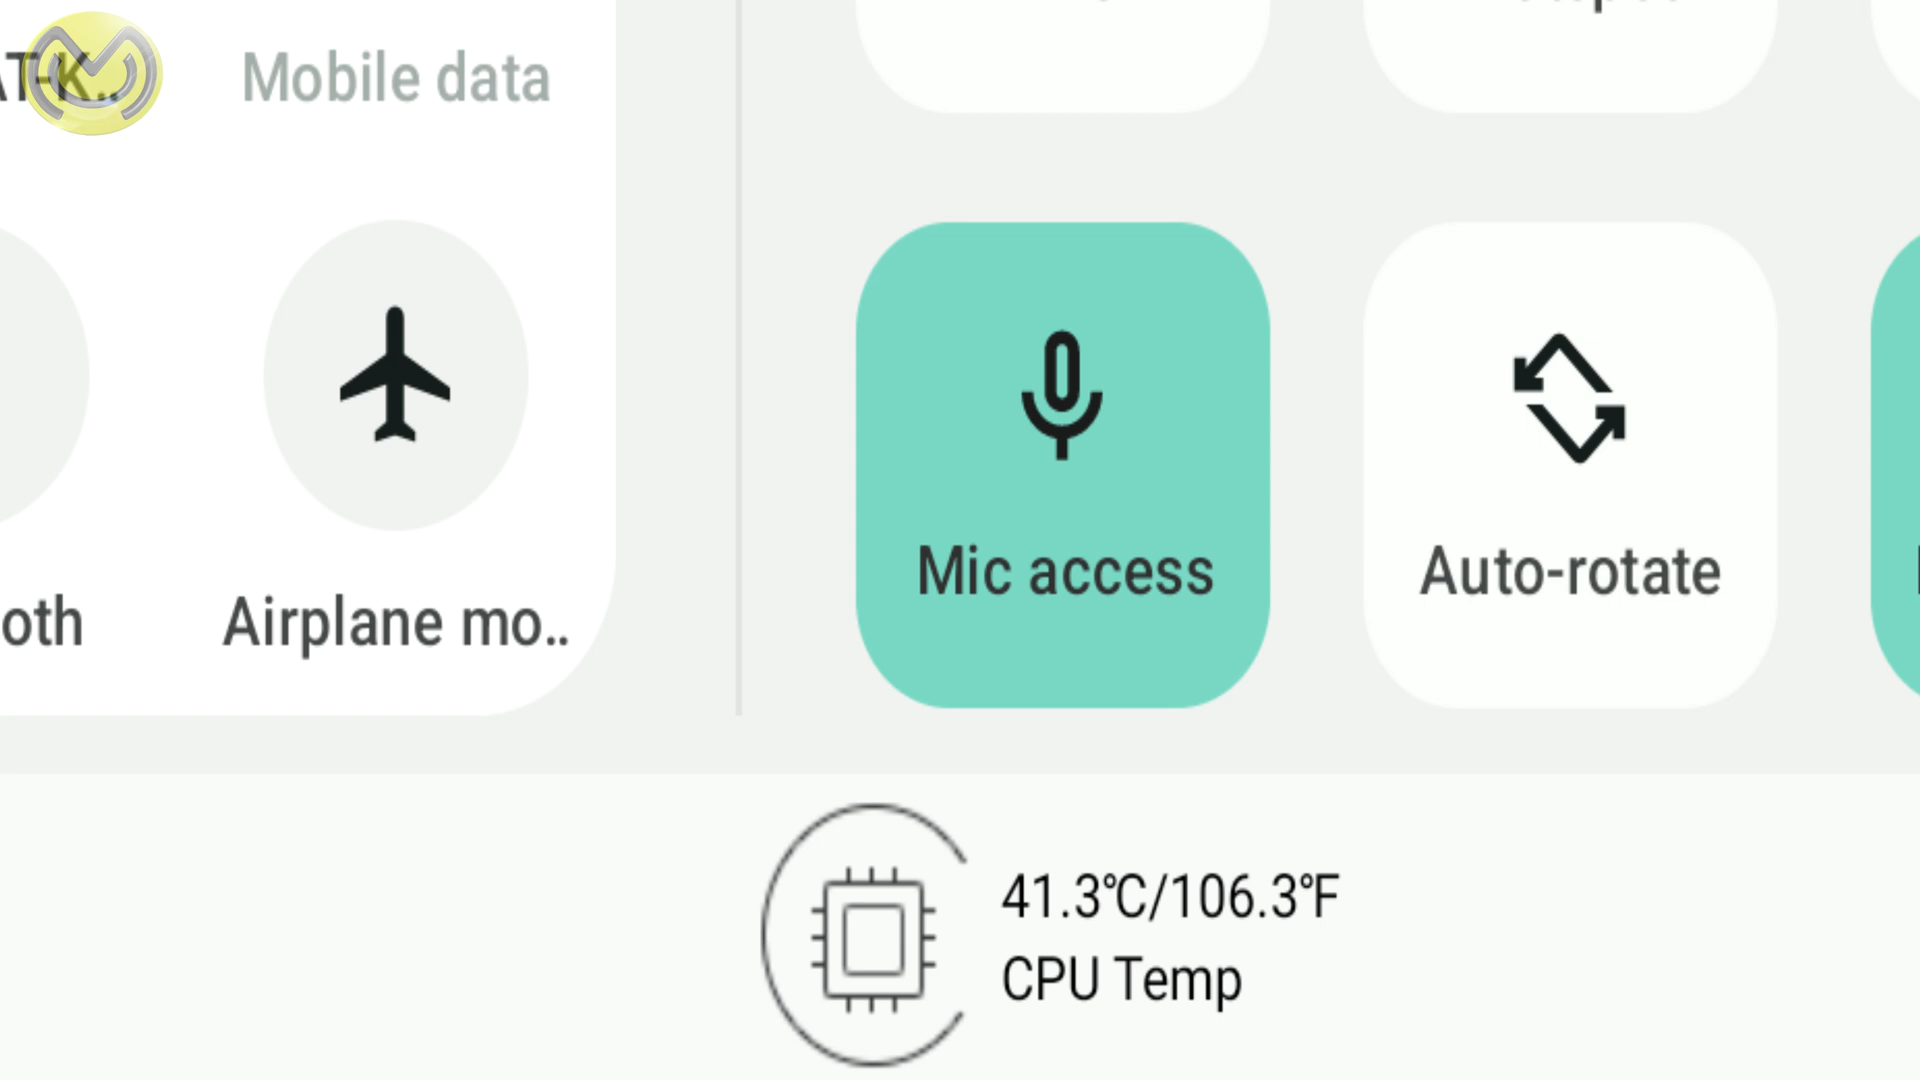 Mobile data
oth
Airplane mo..
Mic access
Auto-rotate
41.3°C/106.3°F
CPU Temp